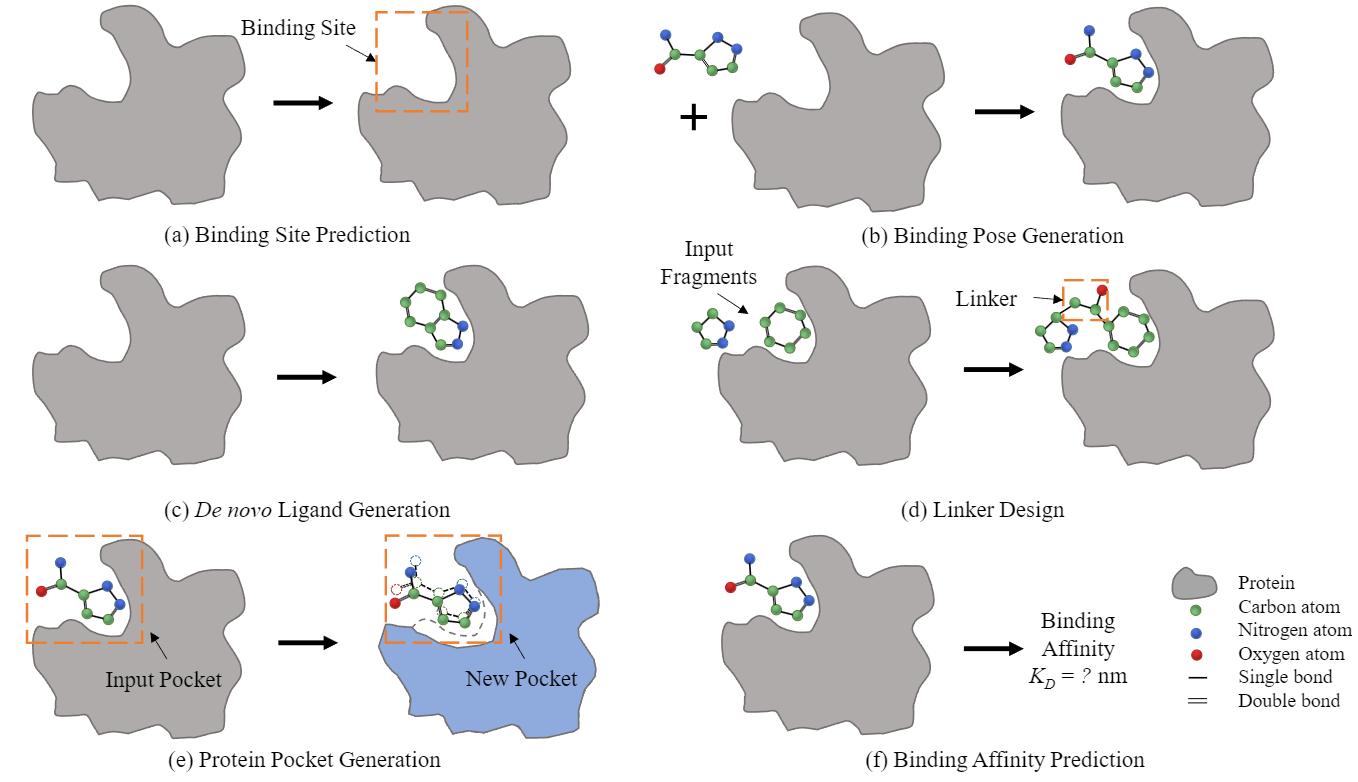 Binding Site
(a) Binding Site Prediction
+
(b) Binding Pose Generation
(c) De novo Ligand Generation
Input
Fragments
Linker
(d) Linker Design
Input Pocket
New Pocket
(e) Protein Pocket Generation
Binding
Affinity
K_D = ? nm
(f) Binding Affinity Prediction
Protein
Carbon atom
Nitrogen atom
Oxygen atom
Single bond
Double bond